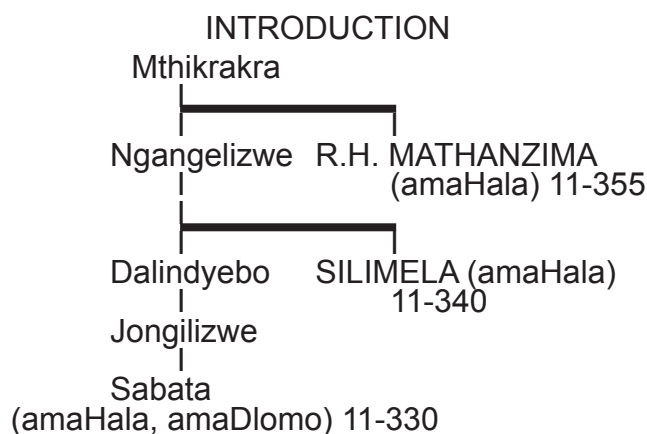 INTRODUCTION
Mthikrakra
Ngangelizwe R.H. MATHANZIMA
(amaHala) 11-355
Dalindyebo SILIMELA (amaHala)
11-340
Jongilizwe
Sabata
(amaHala, amaDlomo) 11-330